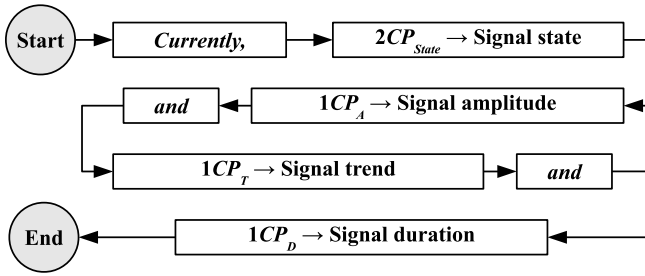 Start Currently, 2CP_State → Signal state
and 1CP_A → Signal amplitude
1CP_T → Signal trend and
End 1CP_D → Signal duration